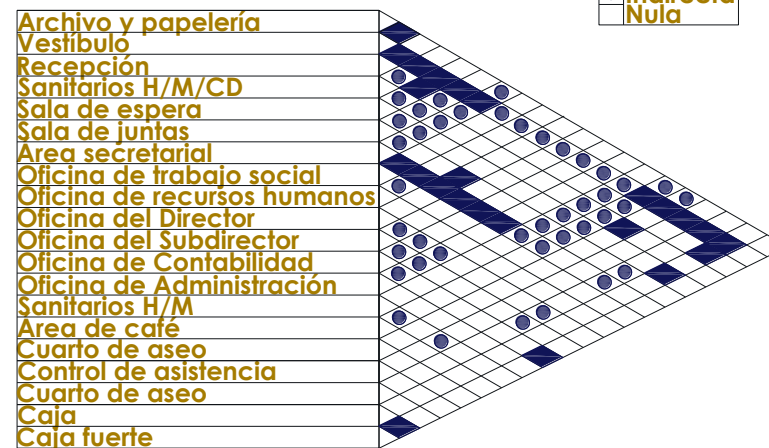 Indirecta
Nula
Archivo y papelería
Vestíbulo
Recepción
Sanitarios H/M/CD
Sala de espera
Sala de juntas
Área secretarial
Oficina de trabajo social
Oficina de recursos humanos
Oficina del Director
Oficina del Subdirector
Oficina de Contabilidad
Oficina de Administración
Sanitarios H/M
Área de café
Cuarto de aseo
Control de asistencia
Cuarto de aseo
Caja
Caja fuerte